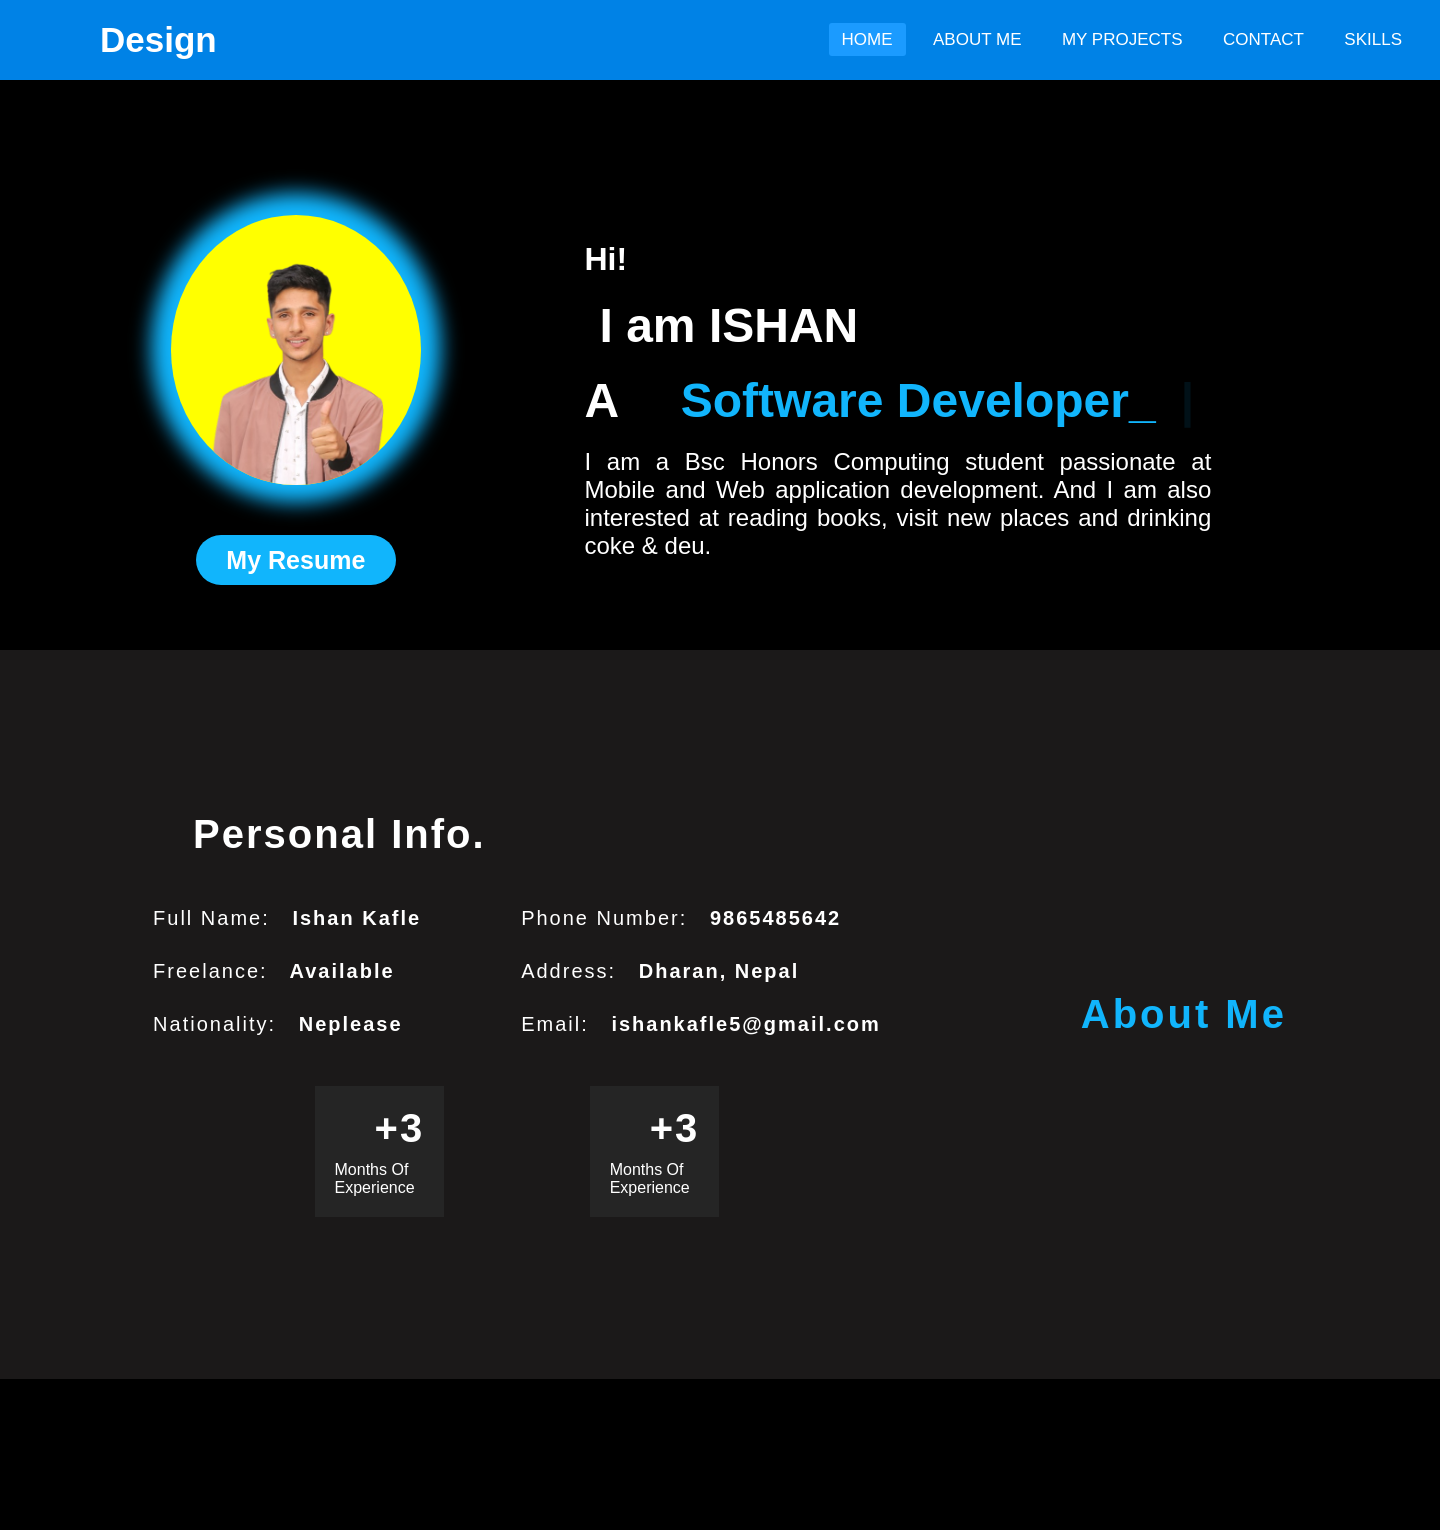 Design
HOME ABOUT ME MY PROJECTS CONTACT SKILLS
Hi!
I am ISHAN
A Software Developer_ |
I am a Bsc Honors Computing student passionate at
Mobile and Web application development. And I am also
interested at reading books, visit new places and drinking
coke & deu.
My Resume
Personal Info.
Full Name: Ishan Kafle Phone Number: 9865485642
Freelance: Available Address: Dharan, Nepal
Nationality: Neplease Email: ishankafle5@gmail.com
About Me
+3 +3
Months Of Months Of
Experience Experience